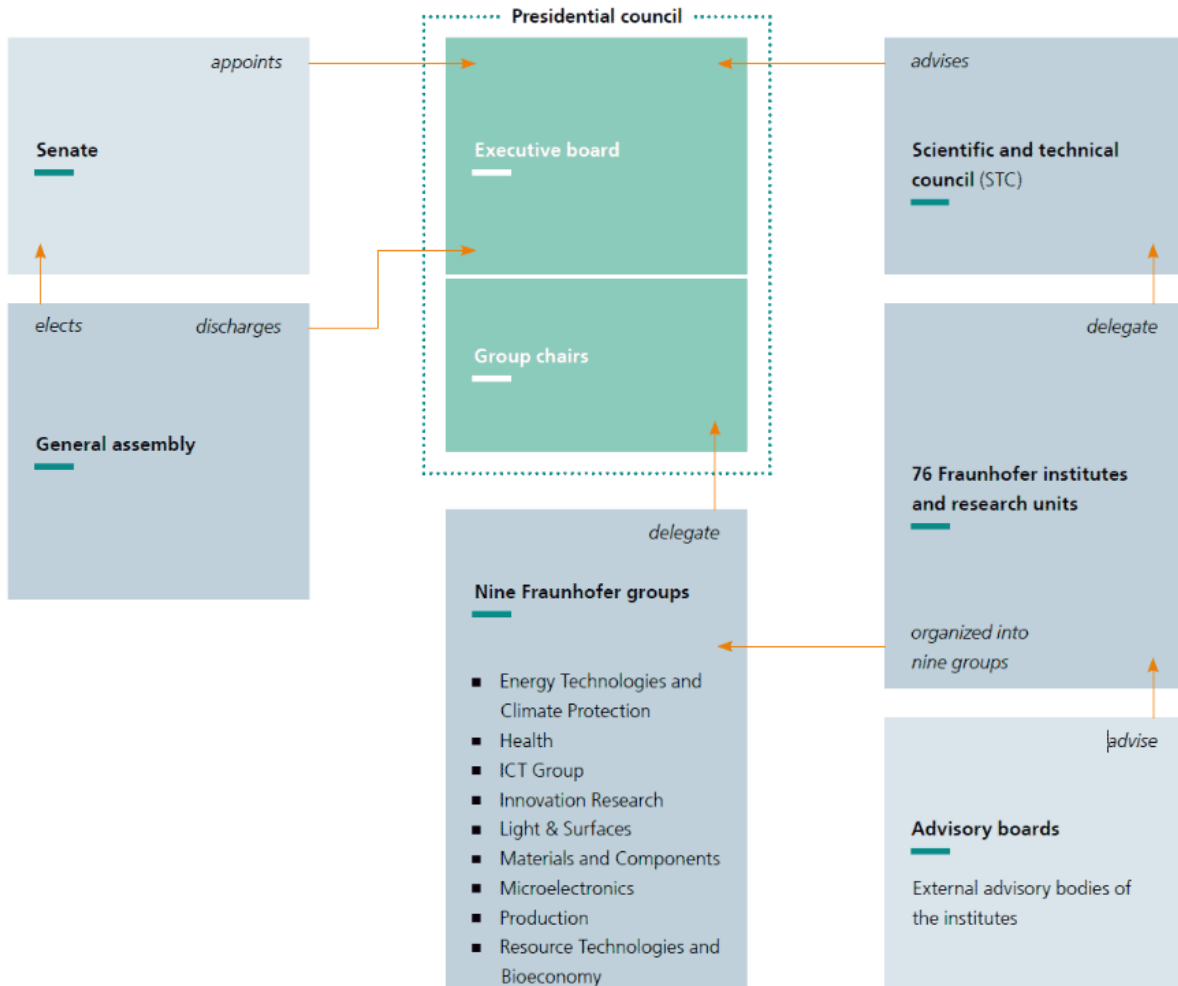 Presidential council
appoints
Senate
elects
discharges
General assembly
Executive board
Group chairs
delegate
Nine Fraunhofer groups
Energy Technologies and
Climate Protection
Health
ICT Group
Innovation Research
Light & Surfaces
Materials and Components
Microelectronics
Production
Resource Technologies and
Bioeconomy
advises
Scientific and technical
council (STC)
delegate
76 Fraunhofer institutes
and research units
organized into
nine groups
advise
Advisory boards
External advisory bodies of
the institutes